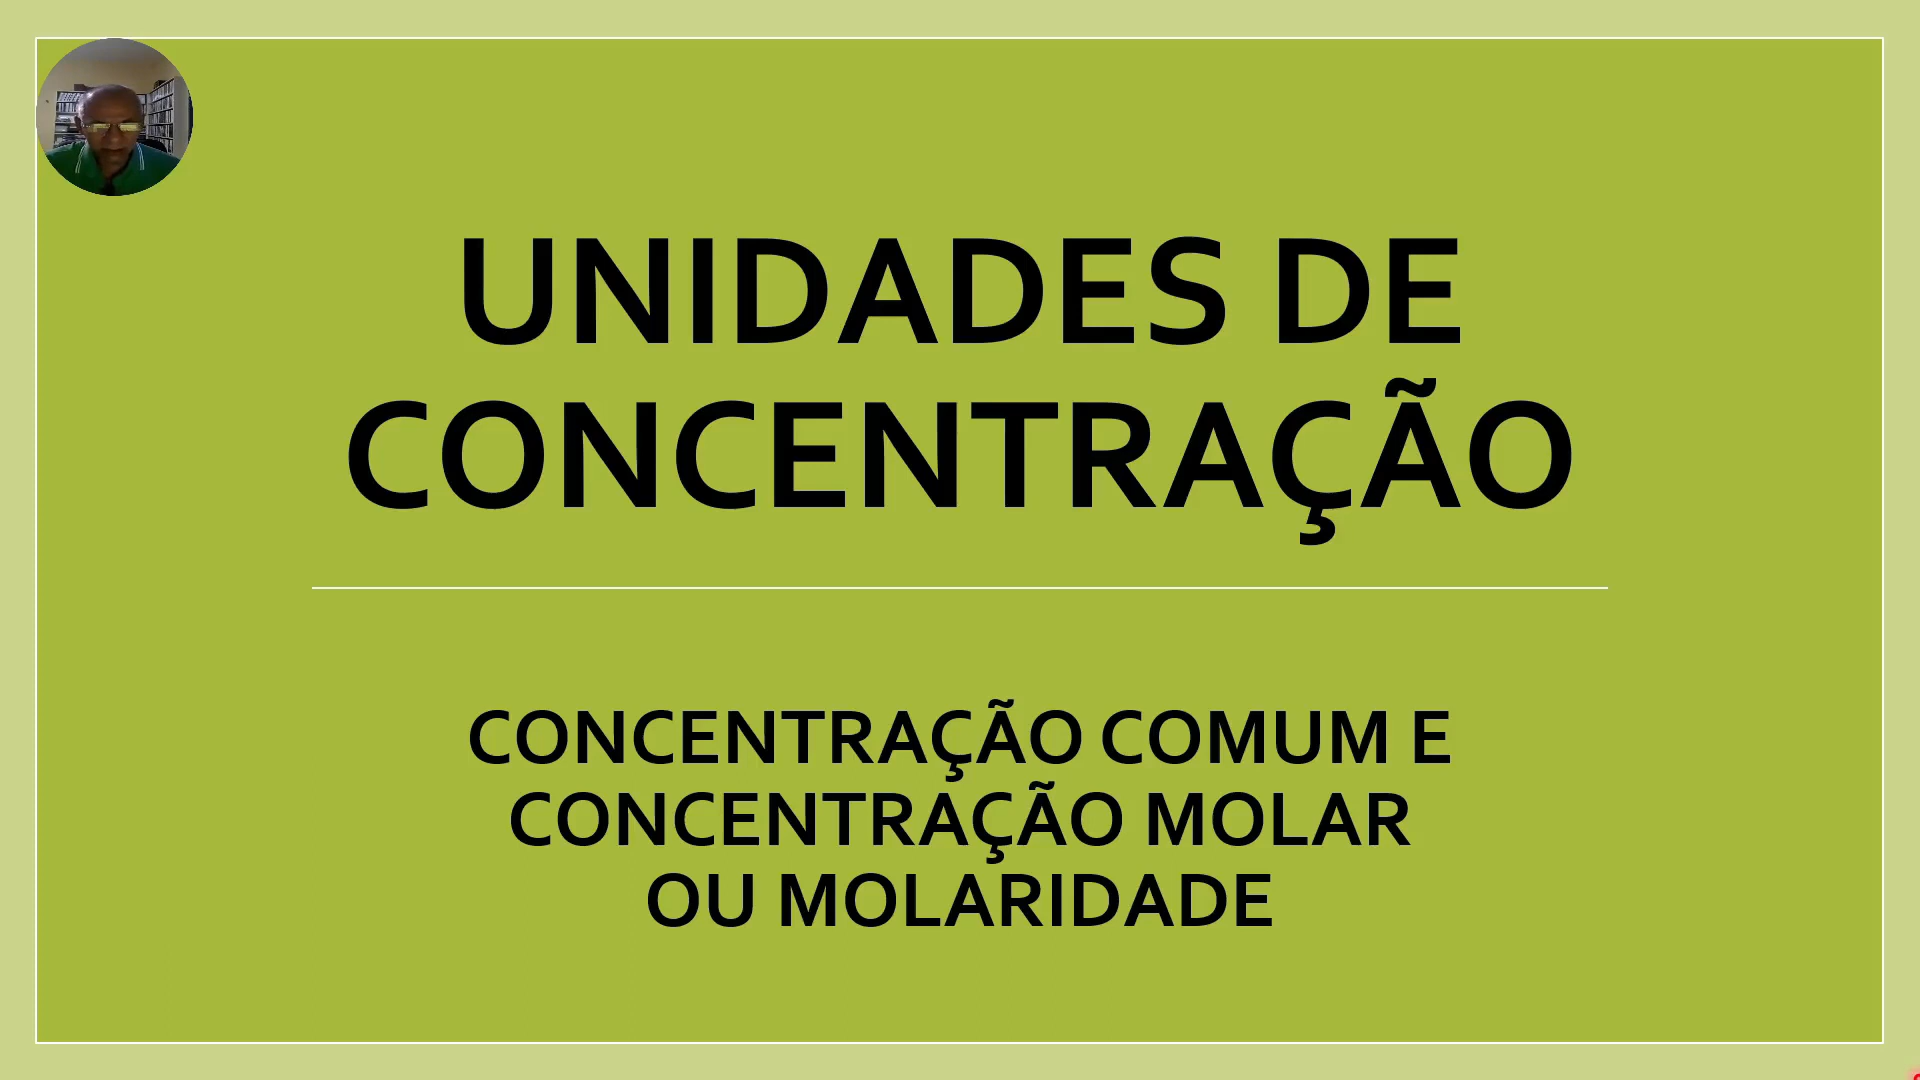 UNIDADES DE
CONCENTRAÇÃO
CONCENTRAÇÃO COMUM E
CONCENTRAÇÃO MOLAR
OU MOLARIDADE